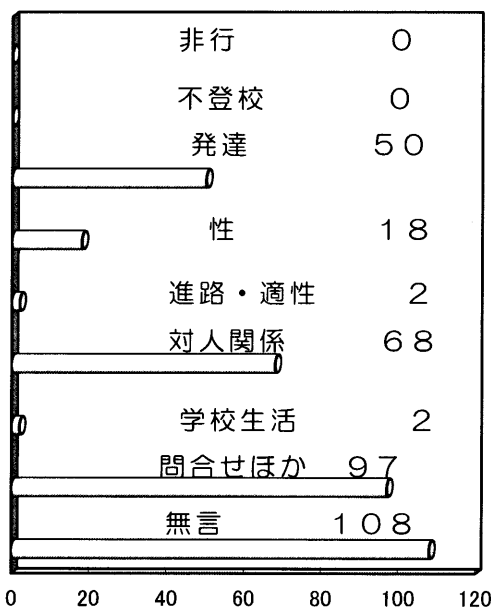 非行 0
不登校 0
発達 50
性 18
進路・適性 2
対人関係 68
学校生活 2
問合せほか 97
無言 108
0 20 40 60 80 100 120